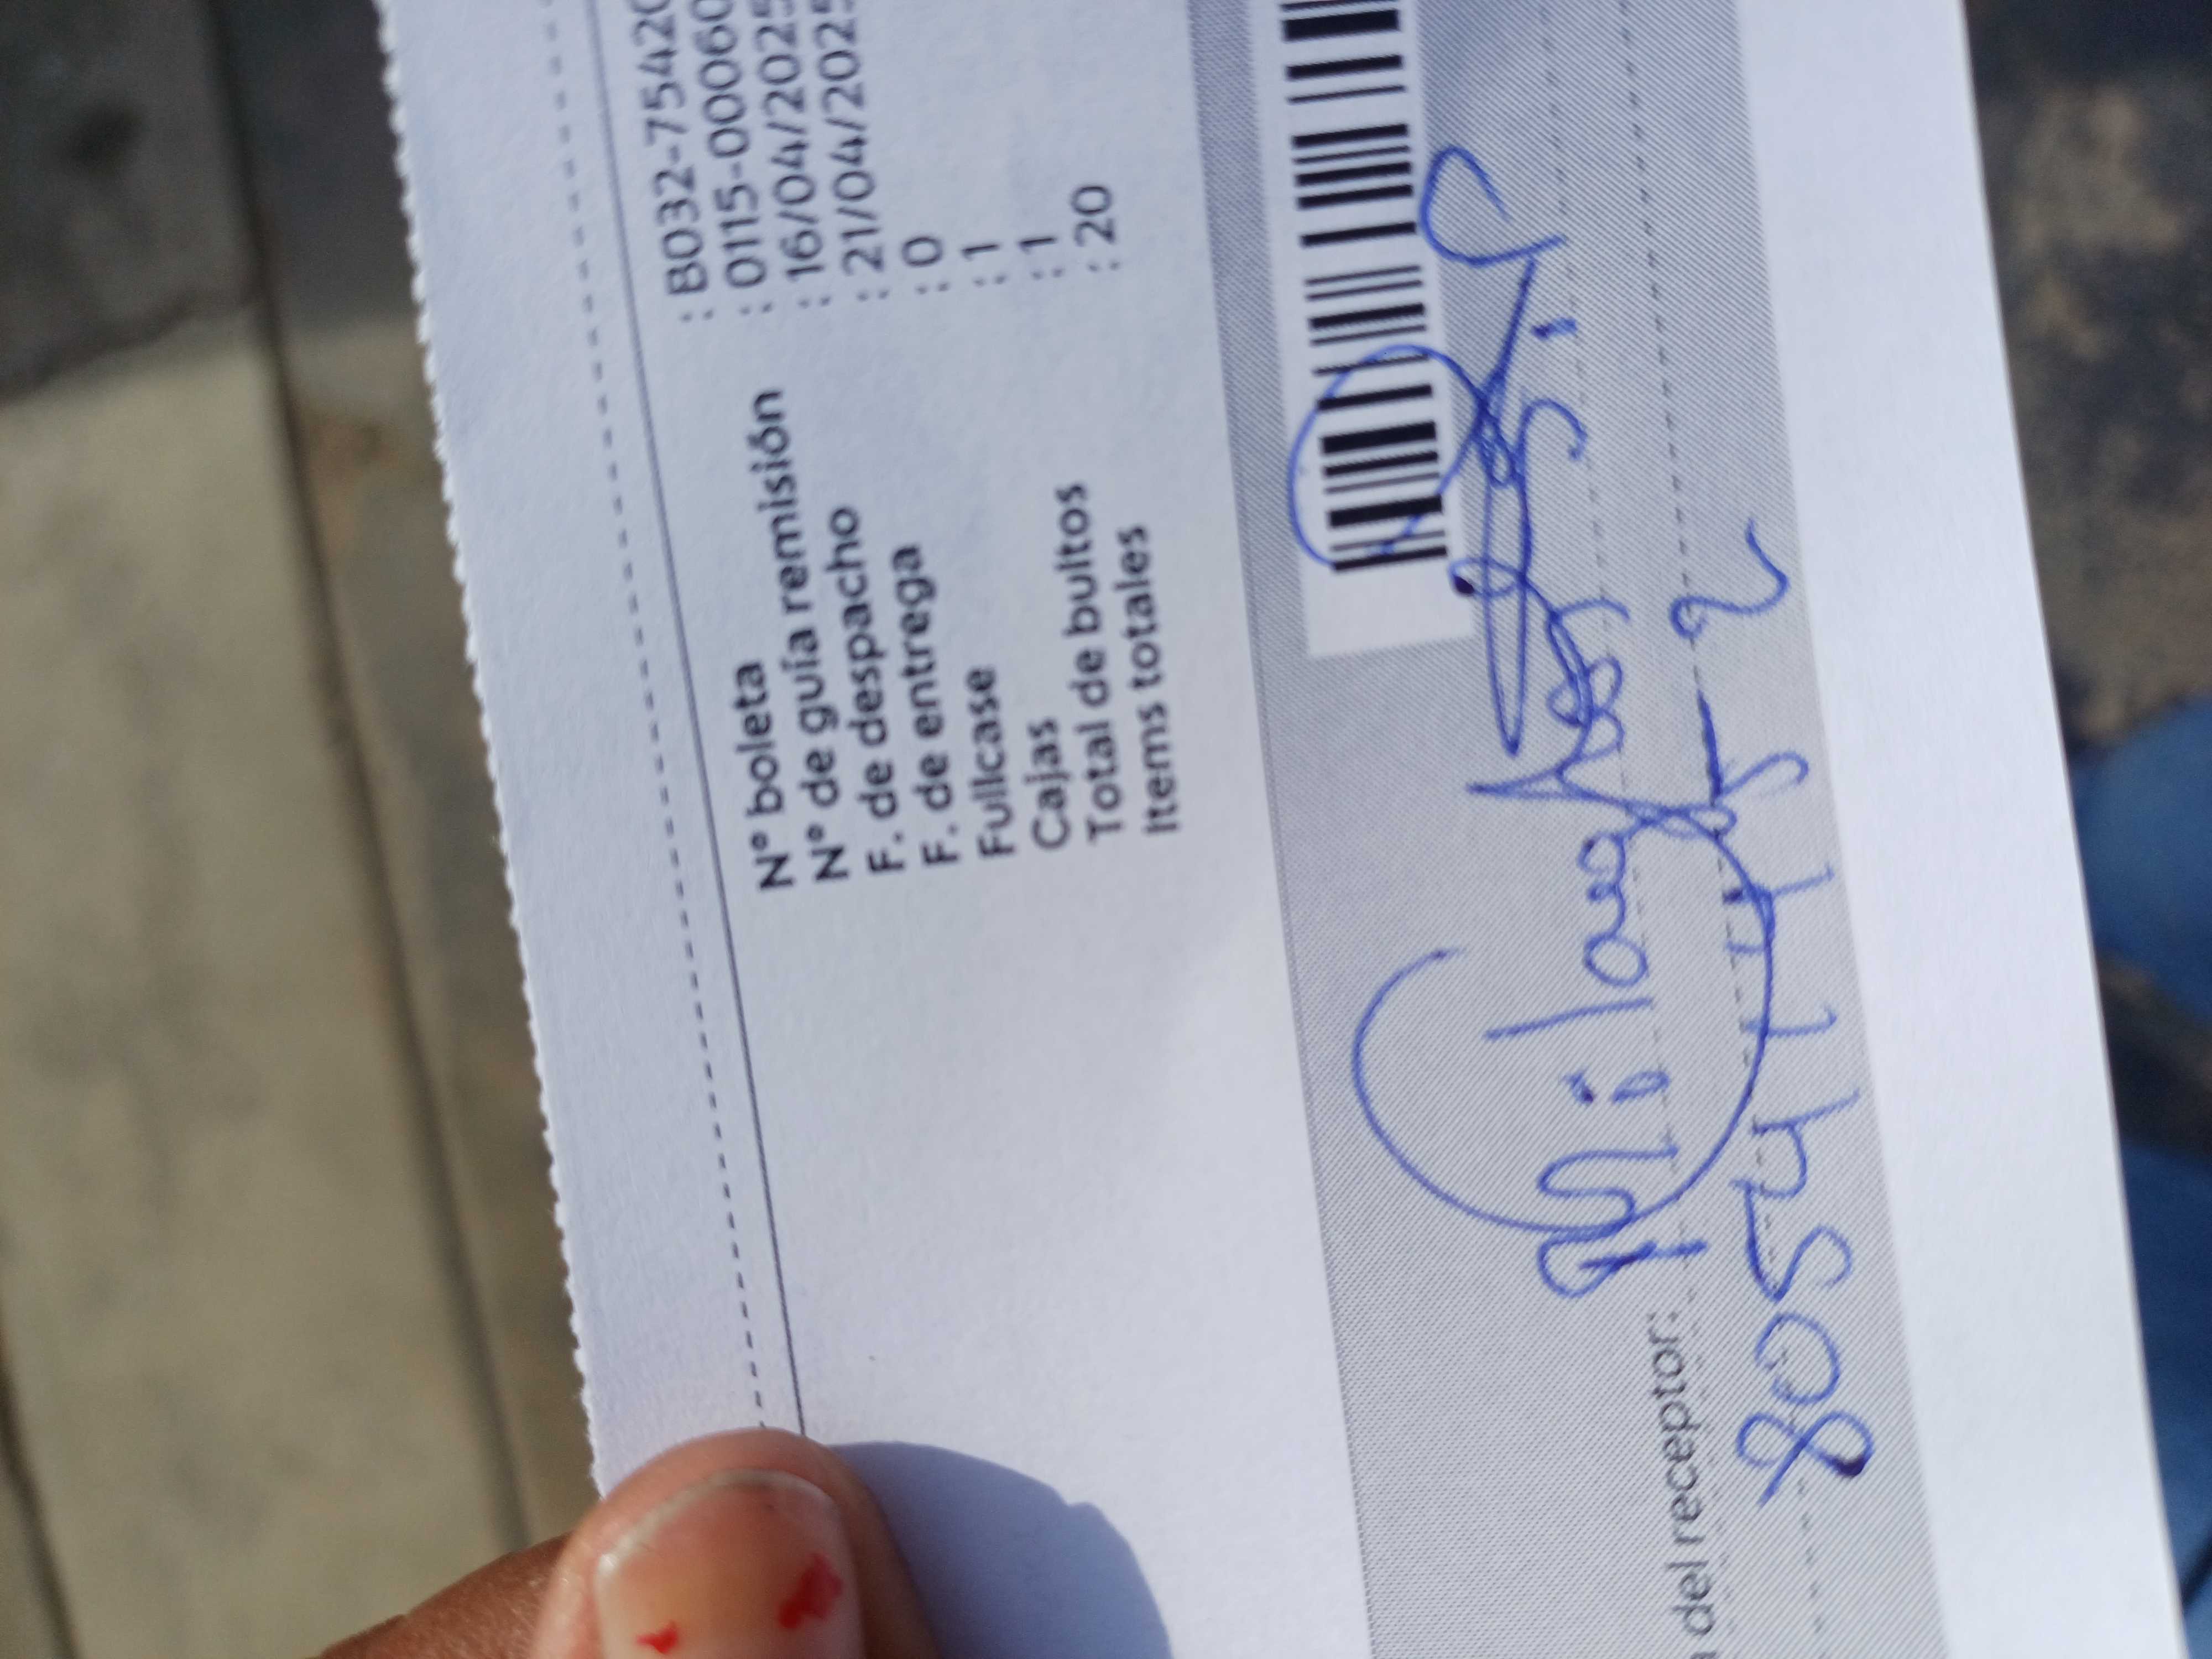 N° boleta : B032-75420
N° de guía remisión : 0115-00060
F. de despacho : 16/04/2025
F. de entrega : 21/04/2025
Fullcase : 0
Cajas : 1
Total de bultos : 1
Items totales : 20
Milagros
del receptor: